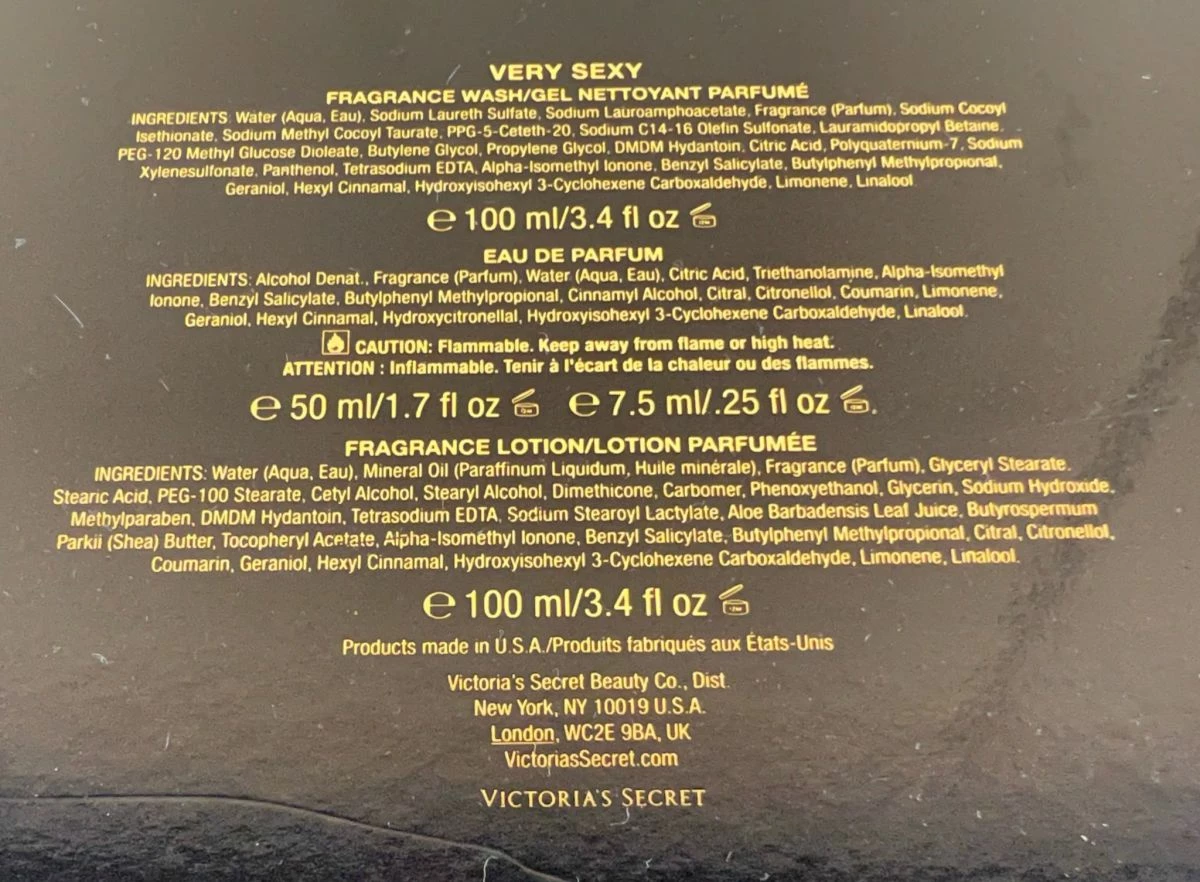 VERY SEXY
FRAGRANCE WASH/GEL NETTOYANT PARFUMÉ
INGREDIENTS: Water (Aqua, Eau), Sodium Laureth Sulfate, Sodium Lauroamphoacetate, Fragrance (Parfum), Sodium Cocoyl
Isethionate, Sodium Methyl Cocoyl Taurate, PPG-5-Ceteth-20, Sodium C14-16 Olefin Sulfonate, Lauramidopropyl Betaine,
PEG-120 Methyl Glucose Dioleate, Butylene Glycol, Propylene Glycol, DMDM Hydantoin, Citric Acid, Polyquaternium-7, Sodium
Xylenesulfonate, Panthenol, Tetrasodium EDTA, Alpha-Isomethyl Ionone, Benzyl Salicylate, Butylphenyl Methylpropional,
Geraniol, Hexyl Cinnamal, Hydroxyisohexyl 3-Cyclohexene Carboxaldehyde, Limonene, Linalool
℮ 100 ml/3.4 fl oz
EAU DE PARFUM
INGREDIENTS: Alcohol Denat., Fragrance (Parfum), Water (Aqua, Eau), Citric Acid, Triethanolamine, Alpha-Isomethyl
Ionone, Benzyl Salicylate, Butylphenyl Methylpropional, Cinnamyl Alcohol, Citral, Citronellol, Coumarin, Limonene,
Geraniol, Hexyl Cinnamal, Hydroxycitronellal, Hydroxyisohexyl 3-Cyclohexene Carboxaldehyde, Linalool.
CAUTION: Flammable. Keep away from flame or high heat.
ATTENTION : Inflammable. Tenir à l'écart de la chaleur ou des flammes.
℮ 50 ml/1.7 fl oz ℮ 7.5 ml/.25 fl oz .
FRAGRANCE LOTION/LOTION PARFUMÉE
INGREDIENTS: Water (Aqua, Eau), Mineral Oil (Paraffinum Liquidum, Huile minérale), Fragrance (Parfum), Glyceryl Stearate,
Stearic Acid, PEG-100 Stearate, Cetyl Alcohol, Stearyl Alcohol, Dimethicone, Carbomer, Phenoxyethanol, Glycerin, Sodium Hydroxide,
Methylparaben, DMDM Hydantoin, Tetrasodium EDTA, Sodium Stearoyl Lactylate, Aloe Barbadensis Leaf Juice, Butyrospermum
Parkii (Shea) Butter, Tocopheryl Acetate, Alpha-Isomethyl Ionone, Benzyl Salicylate, Butylphenyl Methylpropional, Citral, Citronellol,
Coumarin, Geraniol, Hexyl Cinnamal, Hydroxyisohexyl 3-Cyclohexene Carboxaldehyde, Limonene, Linalool.
℮ 100 ml/3.4 fl oz
Products made in U.S.A./Produits fabriqués aux États-Unis
Victoria's Secret Beauty Co., Dist.
New York, NY 10019 U.S.A.
London, WC2E 9BA, UK
VictoriasSecret.com
VICTORIA'S SECRET